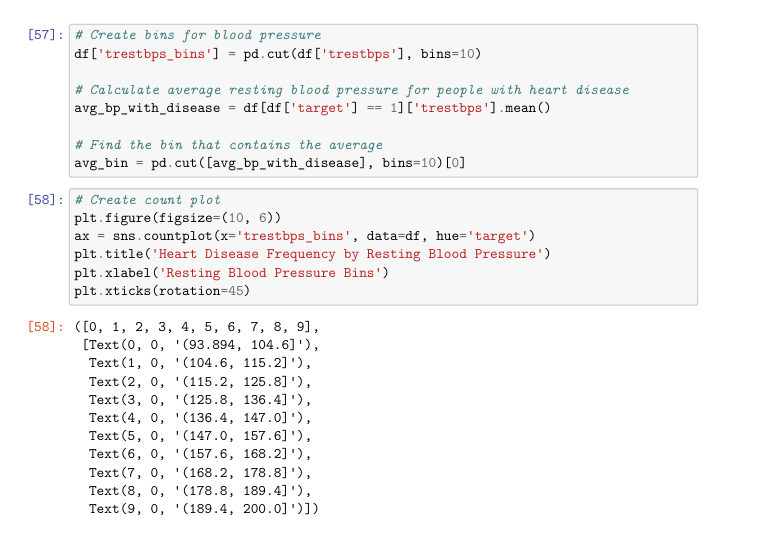 [57]: # Create bins for blood pressure
df['trestbps_bins'] = pd.cut(df['trestbps'], bins=10)
# Calculate average resting blood pressure for people with heart disease
avg_bp_with_disease = df[df['target'] == 1]['trestbps'].mean()
# Find the bin that contains the average
avg_bin = pd.cut([avg_bp_with_disease], bins=10)[0]
[58]: # Create count plot
plt.figure(figsize=(10, 6))
ax = sns.countplot(x='trestbps_bins', data=df, hue='target')
plt.title('Heart Disease Frequency by Resting Blood Pressure')
plt.xlabel('Resting Blood Pressure Bins')
plt.xticks(rotation=45)
[58]: ([0, 1, 2, 3, 4, 5, 6, 7, 8, 9],
[Text(0, 0, '(93.894, 104.6]'),
Text(1, 0, '(104.6, 115.2]'),
Text(2, 0, '(115.2, 125.8]'),
Text(3, 0, '(125.8, 136.4]'),
Text(4, 0, '(136.4, 147.0]'),
Text(5, 0, '(147.0, 157.6]'),
Text(6, 0, '(157.6, 168.2]'),
Text(7, 0, '(168.2, 178.8]'),
Text(8, 0, '(178.8, 189.4]'),
Text(9, 0, '(189.4, 200.0]')])